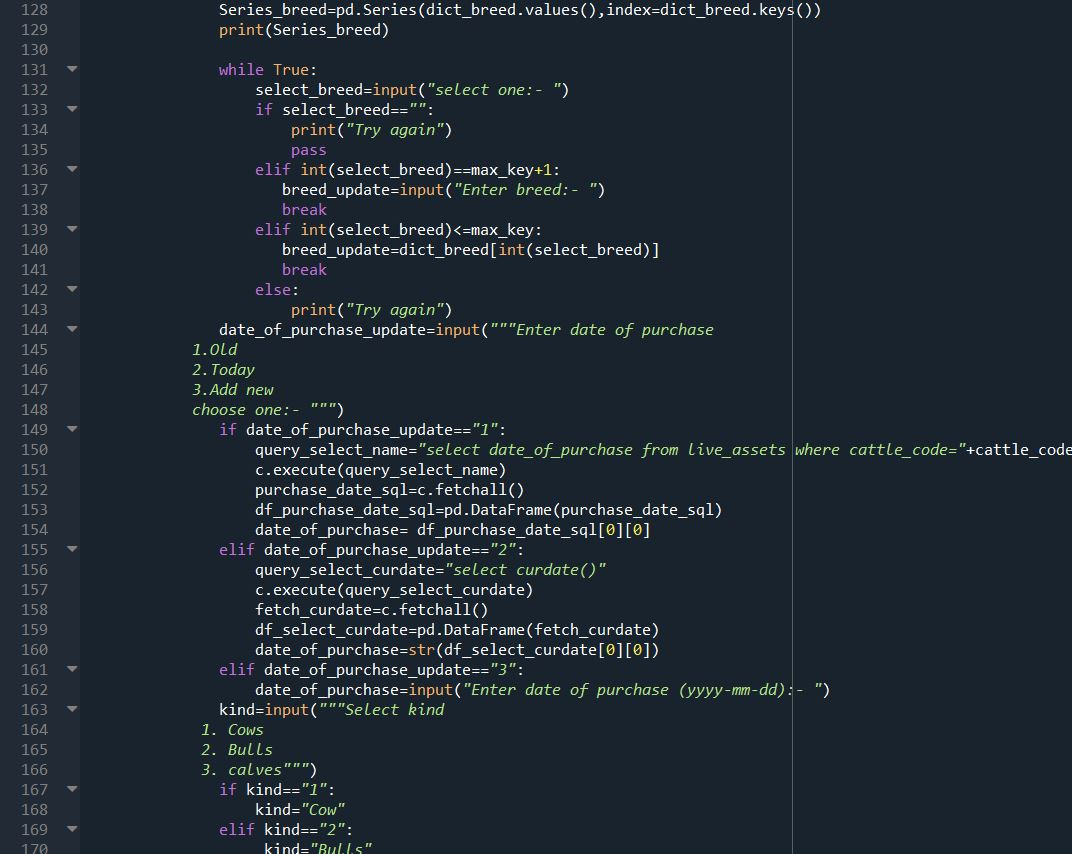 128 Series_breed=pd.Series(dict_breed.values(),index=dict_breed.keys())
129 print(Series_breed)
130
131 while True:
132 select_breed=input("select one:- ")
133 if select_breed=="":
134 print("Try again")
135 pass
136 elif int(select_breed)==max_key+1:
137 breed_update=input("Enter breed:- ")
138 break
139 elif int(select_breed)<=max_key:
140 breed_update=dict_breed[int(select_breed)]
141 break
142 else:
143 print("Try again")
144 date_of_purchase_update=input("""Enter date of purchase
145 1.Old
146 2.Today
147 3.Add new
148 choose one:- """)
149 if date_of_purchase_update=="1":
150 query_select_name="select date_of_purchase from live_assets where cattle_code="+cattle_code
151 c.execute(query_select_name)
152 purchase_date_sql=c.fetchall()
153 df_purchase_date_sql=pd.DataFrame(purchase_date_sql)
154 date_of_purchase= df_purchase_date_sql[0][0]
155 elif date_of_purchase_update=="2":
156 query_select_curdate="select curdate()"
157 c.execute(query_select_curdate)
158 fetch_curdate=c.fetchall()
159 df_select_curdate=pd.DataFrame(fetch_curdate)
160 date_of_purchase=str(df_select_curdate[0][0])
161 elif date_of_purchase_update=="3":
162 date_of_purchase=input("Enter date of purchase (yyyy-mm-dd):- ")
163 kind=input("""Select kind
164 1. Cows
165 2. Bulls
166 3. calves""")
167 if kind=="1":
168 kind="Cow"
169 elif kind=="2":
170 kind="Bulls"